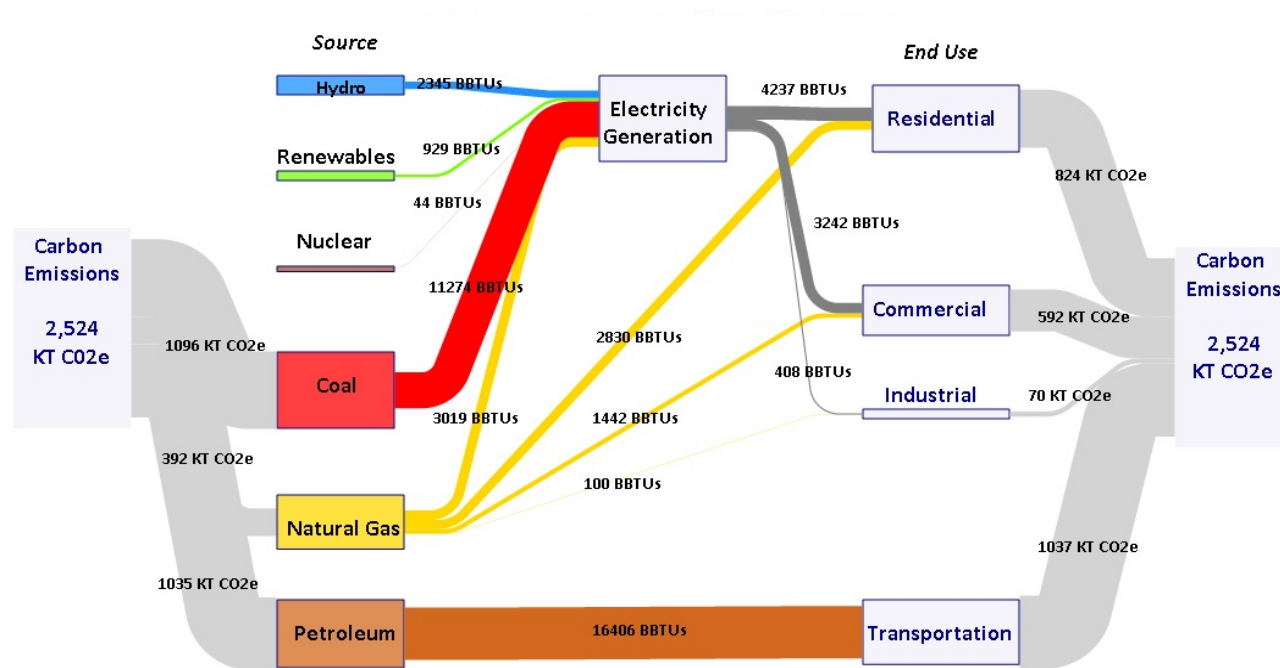 Source
End Use
Hydro
2345 BBTUs
Electricity
Generation
4237 BBTUs
Residential
Renewables
929 BBTUs
44 BBTUs
824 KT CO2e
Nuclear
3242 BBTUs
Carbon
Emissions
2,524
KT C02e
11274 BBTUs
Carbon
Emissions
2,524
KT CO2e
Commercial
592 KT CO2e
1096 KT CO2e
2830 BBTUs
408 BBTUs
Coal
Industrial
70 KT CO2e
3019 BBTUs
1442 BBTUs
392 KT CO2e
100 BBTUs
Natural Gas
1037 KT CO2e
1035 KT CO2e
Petroleum
16406 BBTUs
Transportation